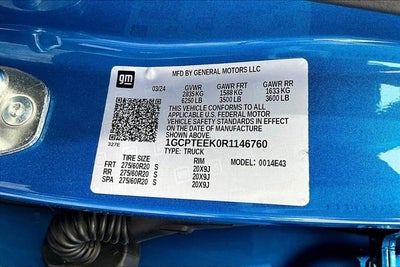 gm
MFD BY GENERAL MOTORS LLC
03/24 GVWR GAWR FRT GAWR RR
2835 KG 1588 KG 1633 KG
6250 LB 3500 LB 3600 LB
THIS VEHICLE CONFORMS TO ALL
APPLICABLE U.S. FEDERAL MOTOR
VEHICLE SAFETY STANDARDS IN EFFECT
ON THE DATE OF MANUFACTURE
SHOWN ABOVE.
1GCPTEEK0R1146760
327E TYPE: TRUCK
TIRE SIZE RIM MODEL: 0014E43
FRT 275/60R20 S 20X9J
RR 275/60R20 S 20X9J
SPA 275/60R20 S 20X9J